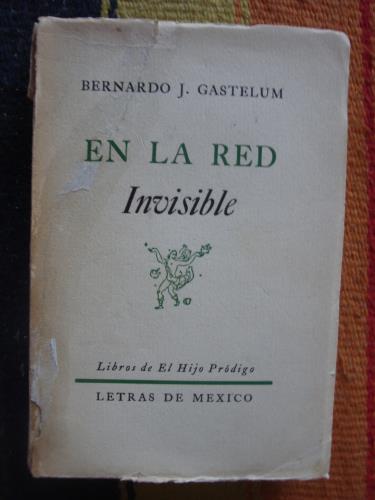 BERNARDO J. GASTELUM
EN LA RED
Invisible
Libros de El Hijo Pródigo
LETRAS DE MEXICO